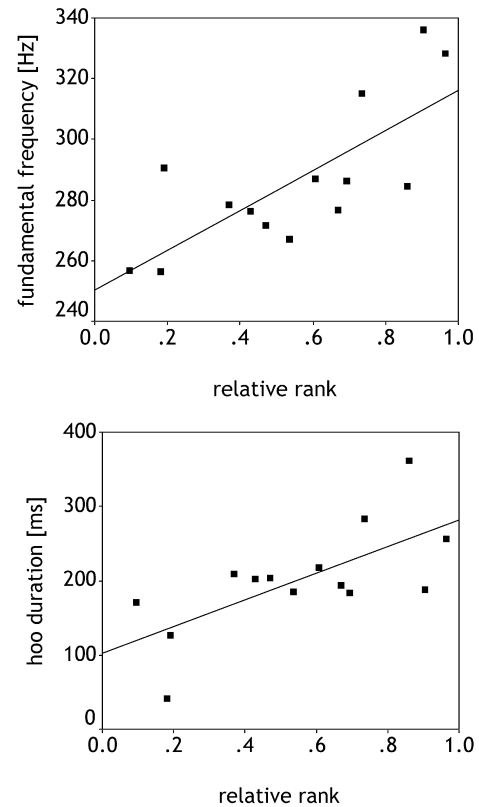 340
320
300
280
260
240
fundamental frequency [Hz]
0.0 .2 .4 .6 .8 1.0
relative rank
400
300
200
100
0
hoo duration [ms]
0.0 .2 .4 .6 .8 1.0
relative rank